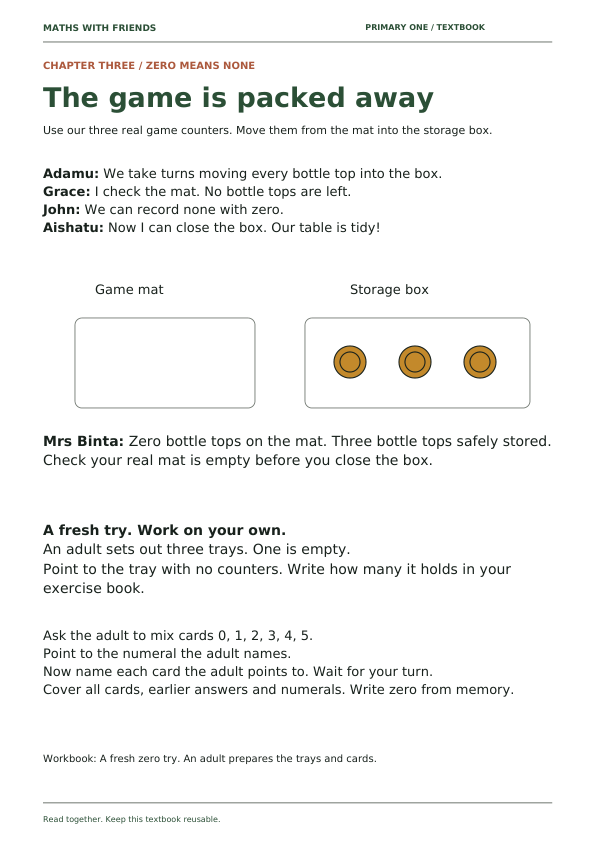 MATHS WITH FRIENDS
PRIMARY ONE / TEXTBOOK
CHAPTER THREE / ZERO MEANS NONE
The game is packed away
Use our three real game counters. Move them from the mat into the storage box.
Adamu: We take turns moving every bottle top into the box.
Grace: I check the mat. No bottle tops are left.
John: We can record none with zero.
Aishatu: Now I can close the box. Our table is tidy!
Game mat
Storage box
Mrs Binta: Zero bottle tops on the mat. Three bottle tops safely stored.
Check your real mat is empty before you close the box.
A fresh try. Work on your own.
An adult sets out three trays. One is empty.
Point to the tray with no counters. Write how many it holds in your
exercise book.
Ask the adult to mix cards 0, 1, 2, 3, 4, 5.
Point to the numeral the adult names.
Now name each card the adult points to. Wait for your turn.
Cover all cards, earlier answers and numerals. Write zero from memory.
Workbook: A fresh zero try. An adult prepares the trays and cards.
Read together. Keep this textbook reusable.